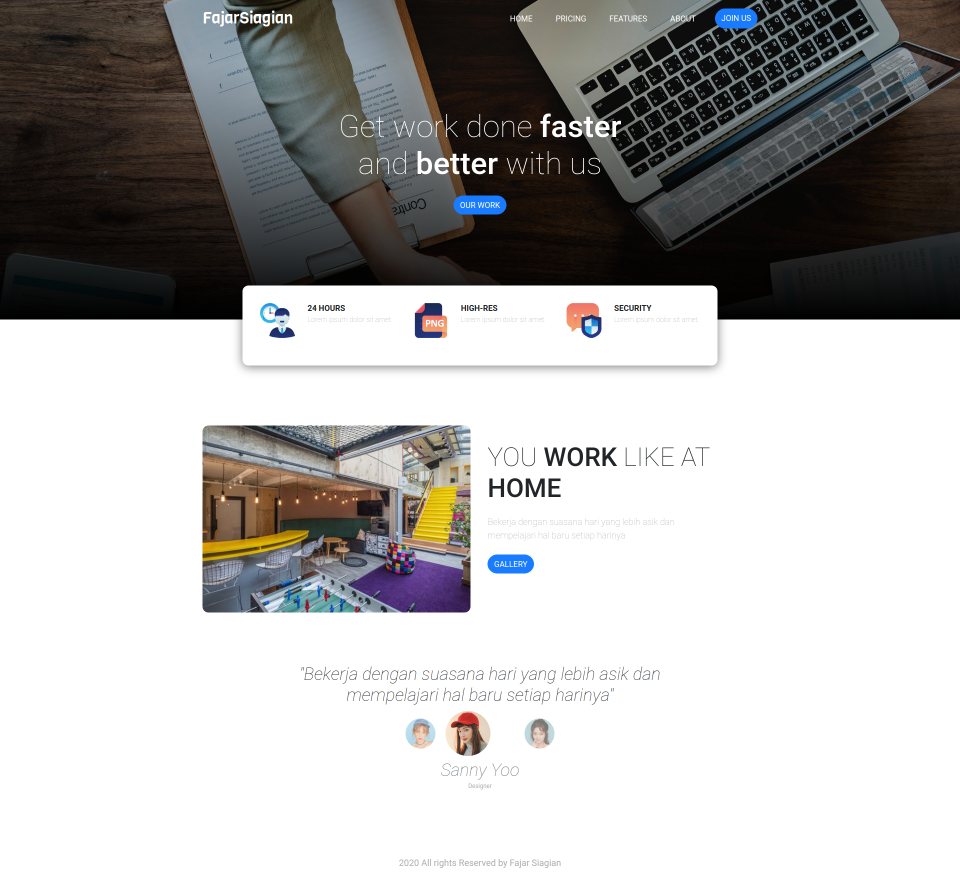 FajarSiagian
HOME PRICING FEATURES ABOUT JOIN US
Get work done faster
and better with us
OUR WORK
Contra
24 HOURS
Lorem ipsum dolor sit amet
PNG
HIGH-RES
Lorem ipsum dolor sit amet
SECURITY
Lorem ipsum dolor sit amet
YOU WORK LIKE AT
HOME
Bekerja dengan suasana hari yang lebih asik dan
mempelajari hal baru setiap harinya
GALLERY
"Bekerja dengan suasana hari yang lebih asik dan
mempelajari hal baru setiap harinya"
Sanny Yoo
Designer
2020 All rights Reserved by Fajar Siagian